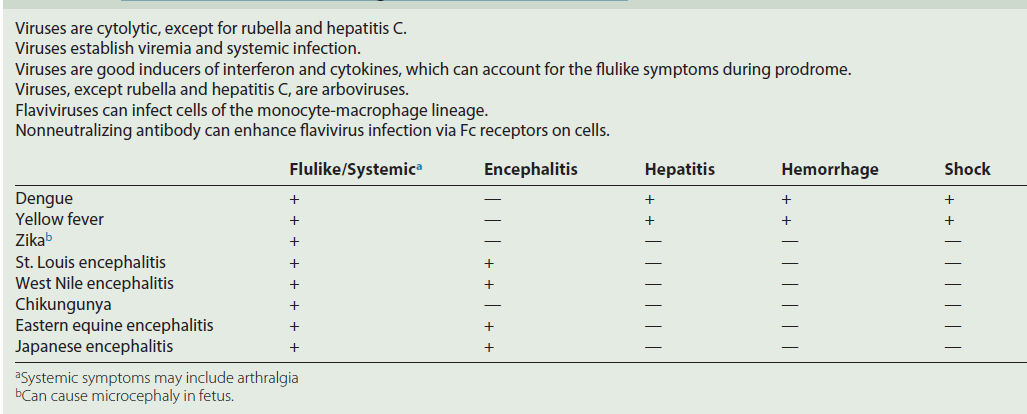 Viruses are cytolytic, except for rubella and hepatitis C.
Viruses establish viremia and systemic infection.
Viruses are good inducers of interferon and cytokines, which can account for the flulike symptoms during prodrome.
Viruses, except rubella and hepatitis C, are arboviruses.
Flaviviruses can infect cells of the monocyte-macrophage lineage.
Nonneutralizing antibody can enhance flavivirus infection via Fc receptors on cells.
Flulike/Systemicᵃ Encephalitis Hepatitis Hemorrhage Shock
Dengue + — + + +
Yellow fever + — + + +
Zikaᵇ + — — — —
St. Louis encephalitis + + — — —
West Nile encephalitis + + — — —
Chikungunya + — — — —
Eastern equine encephalitis + + — — —
Japanese encephalitis + + — — —
ᵃSystemic symptoms may include arthralgia
ᵇCan cause microcephaly in fetus.